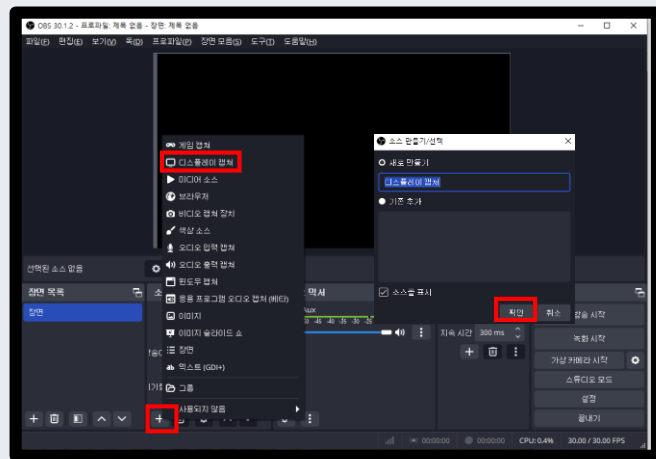 OBS 30.1.2 - 프로파일: 제목 없음 - 장면: 제목 없음
파일(F) 편집(E) 보기(V) 독(D) 프로파일(P) 장면 모음(S) 도구(T) 도움말(H)
게임 캡쳐
디스플레이 캡쳐
미디어 소스
브라우저
비디오 캡쳐 장치
색상 소스
오디오 입력 캡쳐
오디오 출력 캡쳐
윈도우 캡쳐
응용 프로그램 오디오 캡쳐 (베타)
이미지
이미지 슬라이드 쇼
장면
ab 텍스트 (GDI+)
그룹
사용되지 않음
소스 만들기/선택
새로 만들기
디스플레이 캡쳐
기존 추가
소스를 표시
확인 취소
선택된 소스 없음
장면 목록
장면
믹서
지속 시간 300 ms
방송 시작
녹화 시작
가상 카메라 시작
스튜디오 모드
설정
끝내기
00:00:00 00:00:00 CPU: 0.4% 30.00 / 30.00 FPS